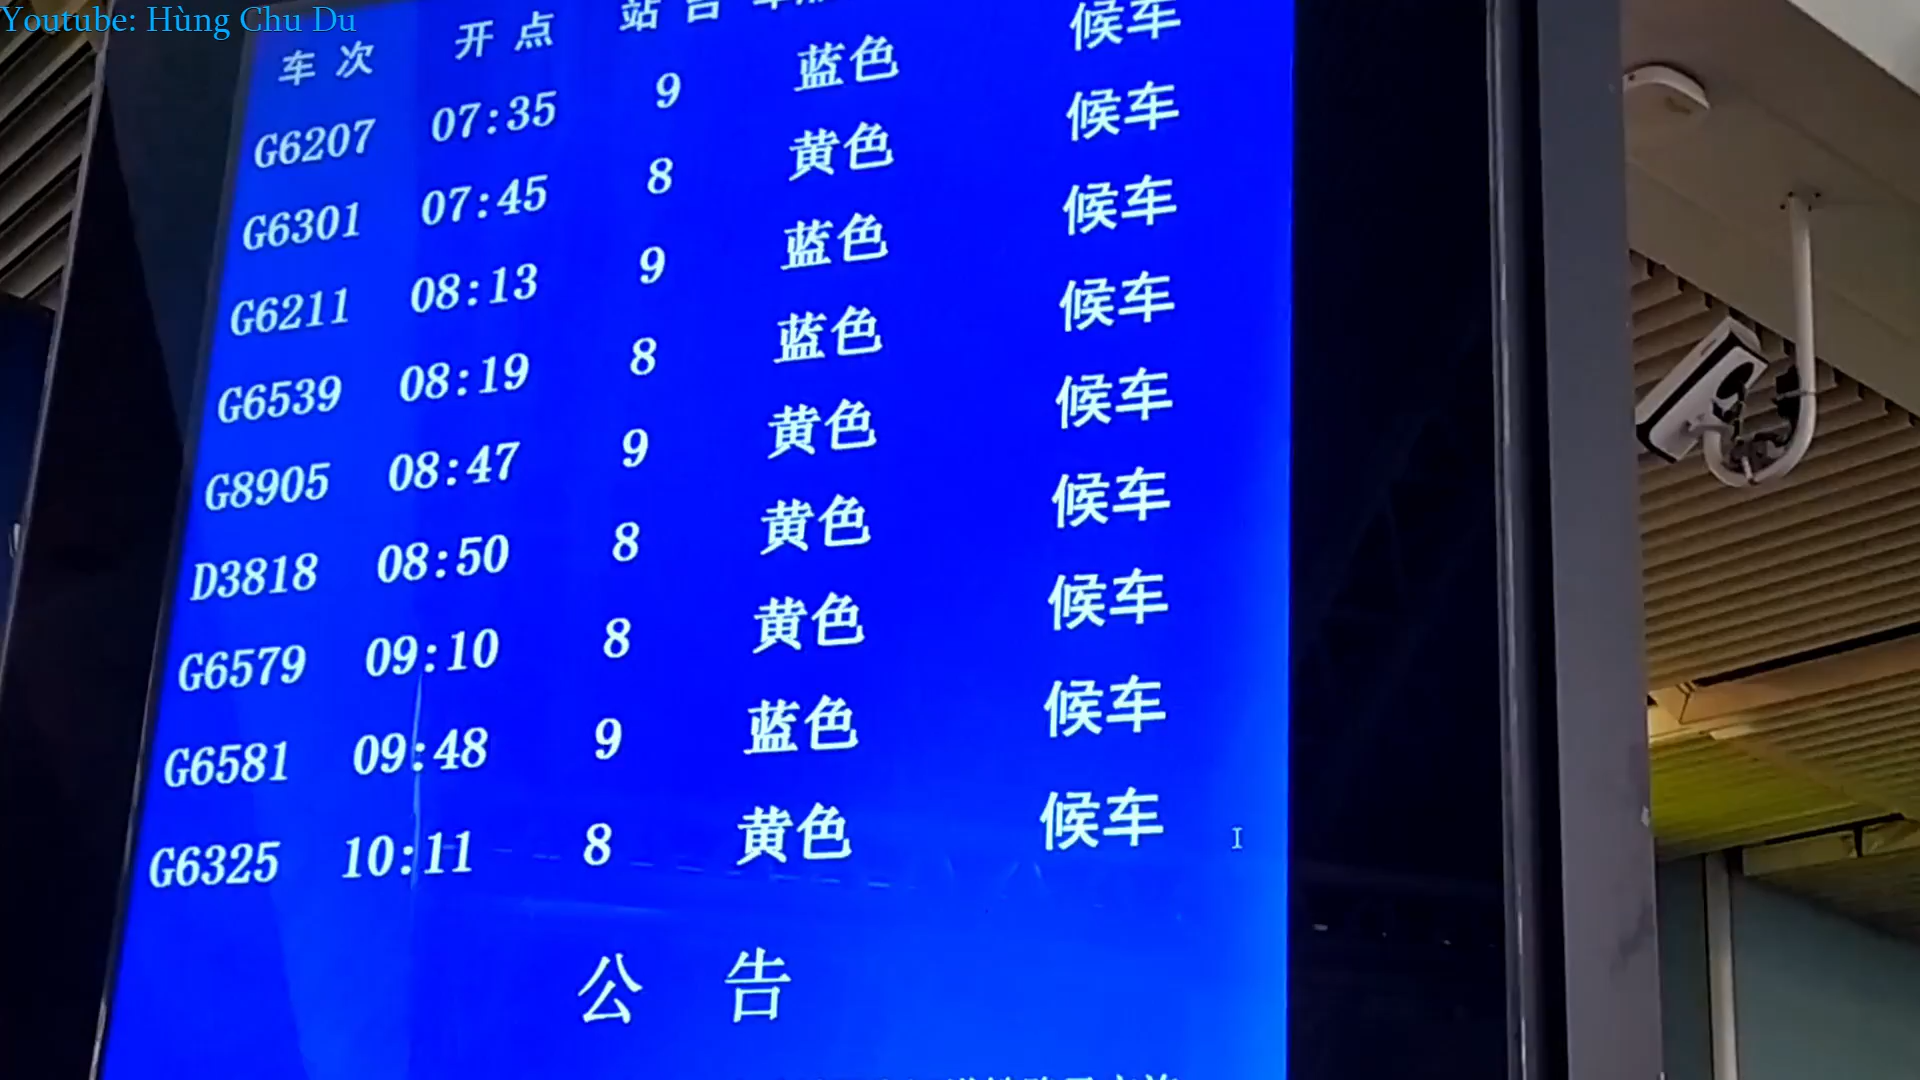 Youtube: Hùng Chu Du
车次 开点 站台
G6207 07:35 9 蓝色 候车
G6301 07:45 8 黄色 候车
G6211 08:13 9 蓝色 候车
G6539 08:19 8 蓝色 候车
G8905 08:47 9 黄色 候车
D3818 08:50 8 黄色 候车
G6579 09:10 8 黄色 候车
G6581 09:48 9 蓝色 候车
G6325 10:11 8 黄色 候车
公告